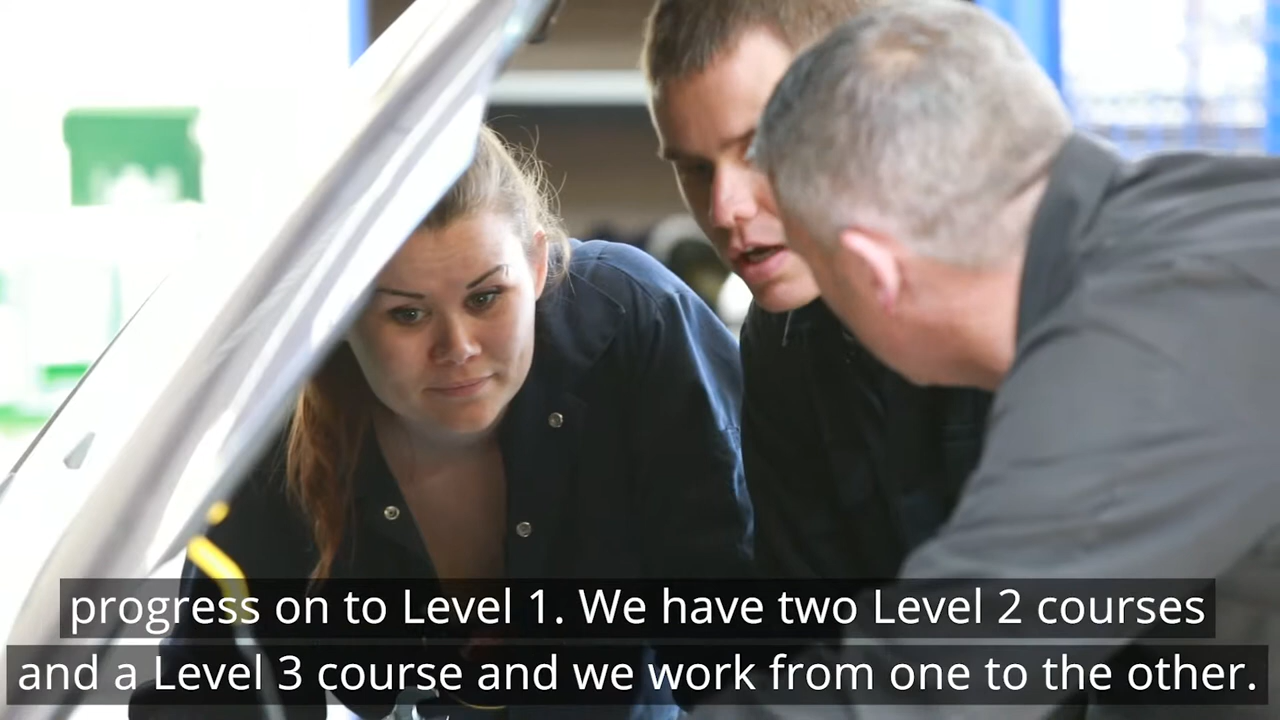 progress on to Level 1. We have two Level 2 courses
and a Level 3 course and we work from one to the other.